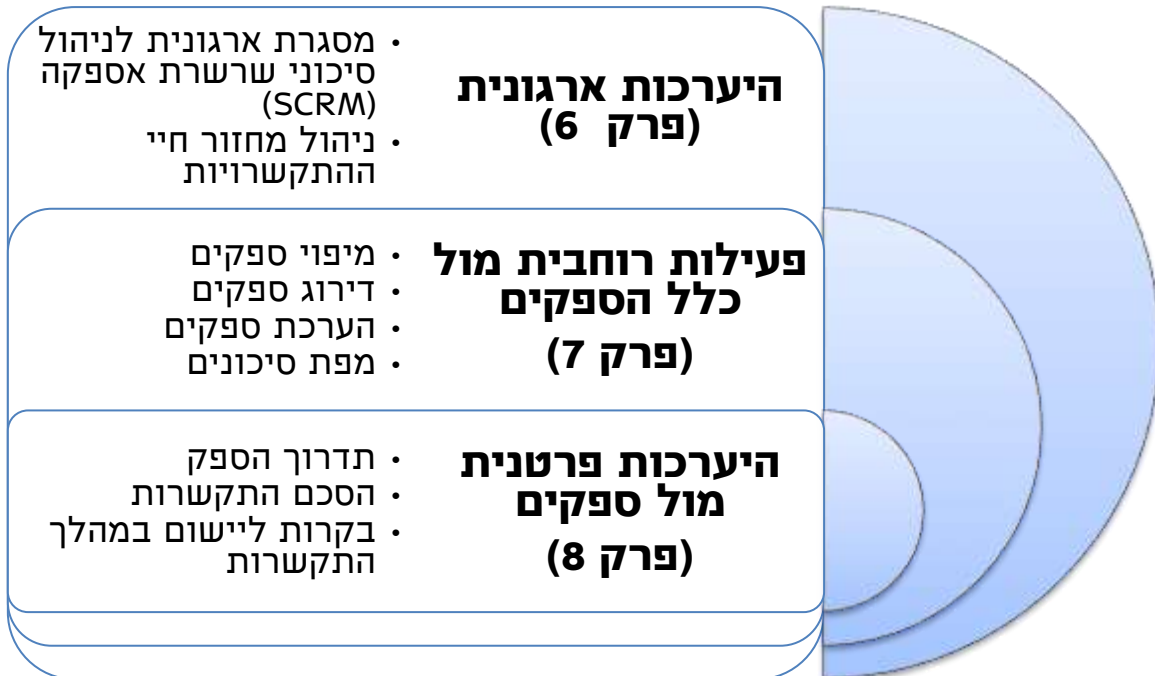 היערכות ארגונית
(פרק 6)
• מסגרת ארגונית לניהול
סיכוני שרשרת אספקה
(SCRM)
• ניהול מחזור חיי
ההתקשרויות
פעילות רוחבית מול
כלל הספקים
(פרק 7)
• מיפוי ספקים
• דירוג ספקים
• הערכת ספקים
• מפת סיכונים
היערכות פרטנית
מול ספקים
(פרק 8)
• תדרוך הספק
• הסכם התקשרות
• בקרות ליישום במהלך
התקשרות